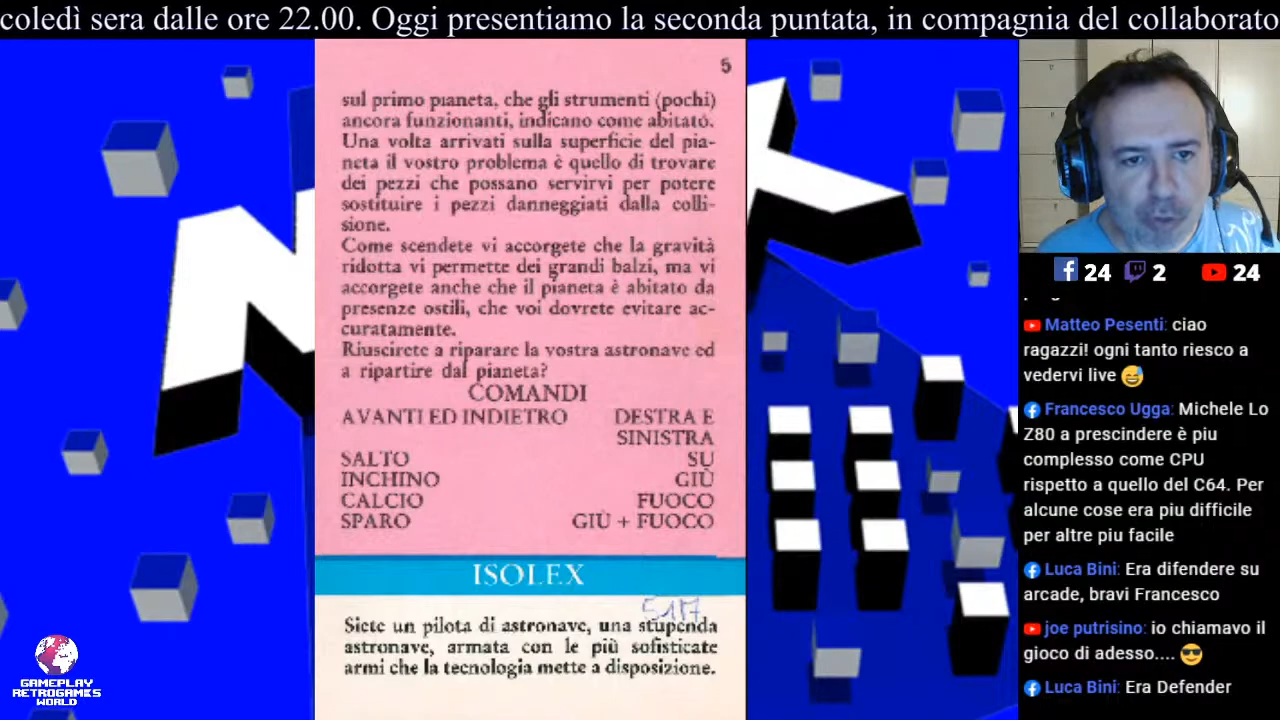 coledì sera dalle ore 22.00. Oggi presentiamo la seconda puntata, in compagnia del collaborato
5
sul primo pianeta, che gli strumenti (pochi)
ancora funzionanti, indicano come abitato.
Una volta arrivati sulla superficie del pia-
neta il vostro problema è quello di trovare
dei pezzi che possano servirvi per potere
sostituire i pezzi danneggiati dalla colli-
sione.
Come scendete vi accorgete che la gravità
ridotta vi permette dei grandi balzi, ma vi
accorgete anche che il pianeta è abitato da
presenze ostili, che voi dovrete evitare ac-
curatamente.
Riuscirete a riparare la vostra astronave ed
a ripartire dal pianeta?
COMANDI
AVANTI ED INDIETRO DESTRA E
SINISTRA
SALTO SU
INCHINO GIÙ
CALCIO FUOCO
SPARO GIÙ + FUOCO
ISOLEX
Siete un pilota di astronave, una stupenda
astronave, armata con le più sofisticate
armi che la tecnologia mette a disposizione.
24 2 24
Matteo Pesenti: ciao
ragazzi! ogni tanto riesco a
vedervi live 😅
Francesco Ugga: Michele Lo
Z80 a prescindere è piu
complesso come CPU
rispetto a quello del C64. Per
alcune cose era piu difficile
per altre piu facile
Luca Bini: Era difendere su
arcade, bravi Francesco
joe putrisino: io chiamavo il
gioco di adesso.... 😎
Luca Bini: Era Defender
GAMEPLAY
RETROGAMES
WORLD